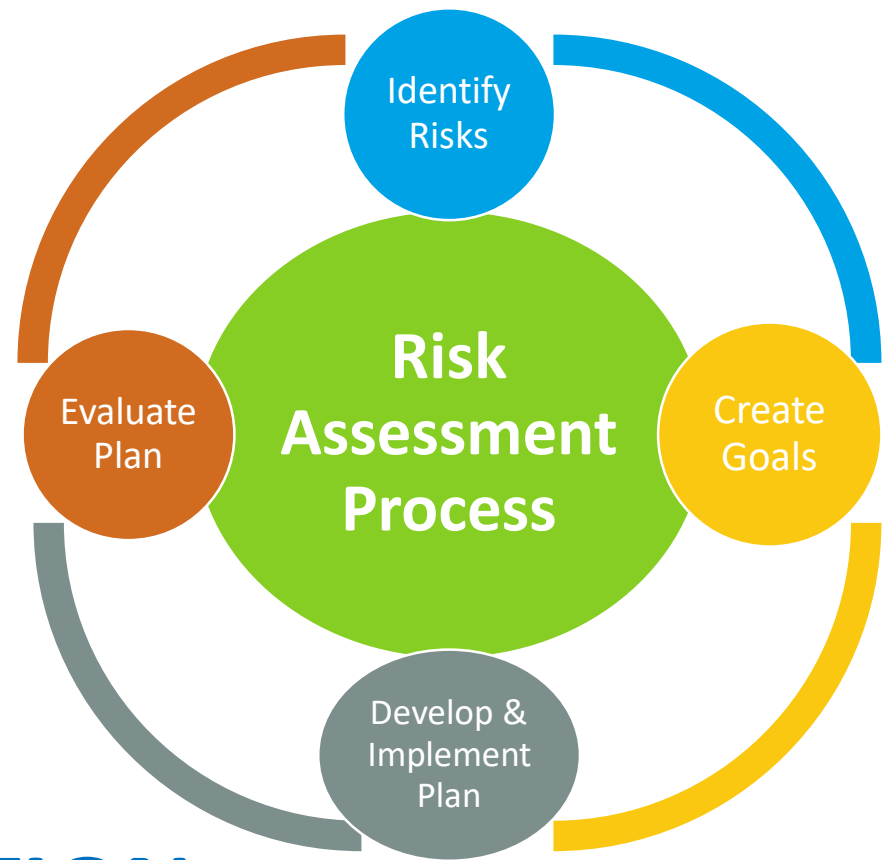 Identify
Risks
Risk
Assessment
Process
Evaluate
Plan
Create
Goals
Develop &
Implement
Plan